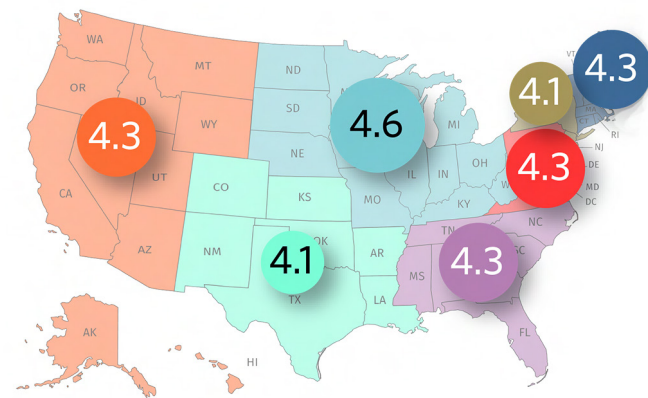 WA
VT
4.3
MT
ND
OR
ID
4.1
SD
4.6
MI
4.3
WY
RI
NE
NJ
IL
IN
OH
4.3
DE
UT
CO
MD
CA
KS
MO
KY
DC
NC
TN
AZ
NM
OK
AR
4.3
SC
4.1
MS
TX
LA
AK
FL
HI